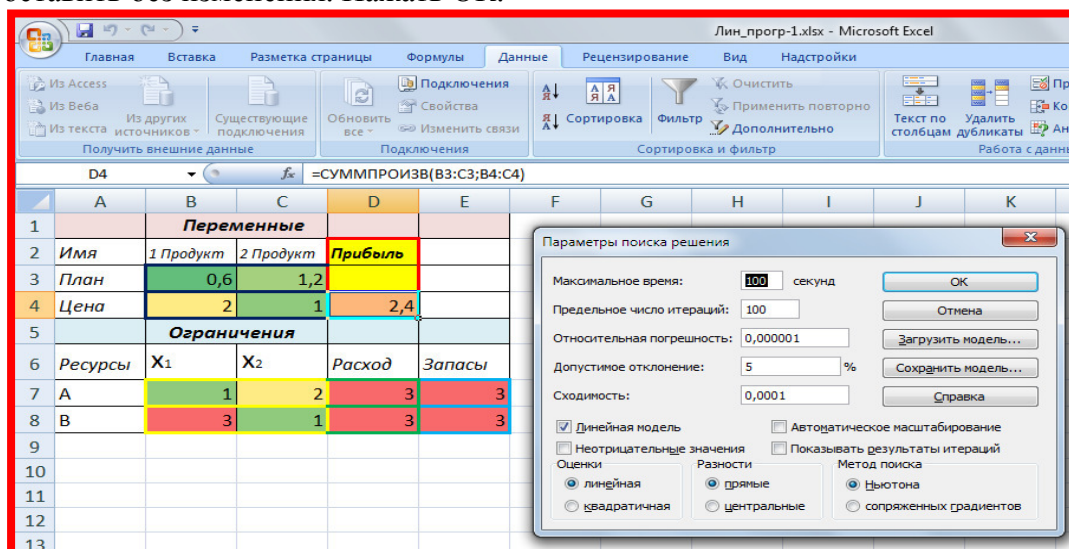 Лин_прогр-1.xlsx - Microsoft Excel
Главная Вставка Разметка страницы Формулы Данные Рецензирование Вид Надстройки
Из Access
Из Веба
Из текста
Из других источников
Существующие подключения
Получить внешние данные
Обновить все
Подключения
Свойства
Изменить связи
Подключения
Сортировка
Фильтр
Очистить
Применить повторно
Дополнительно
Сортировка и фильтр
Текст по столбцам
Удалить дубликаты
Работа с данн
D4 fx =СУММПРОИЗВ(B3:C3;B4:C4)
A B C D E F G H I J K
1 Переменные
2 Имя 1 Продукт 2 Продукт Прибыль
3 План 0,6 1,2
4 Цена 2 1 2,4
5 Ограничения
6 Ресурсы X1 X2 Расход Запасы
7 A 1 2 3 3
8 B 3 1 3 3
9
10
11
12
13
Параметры поиска решения
Максимальное время: 100 секунд OK
Предельное число итераций: 100 Отмена
Относительная погрешность: 0,000001 Загрузить модель...
Допустимое отклонение: 5 % Сохранить модель...
Сходимость: 0,0001 Справка
Линейная модель Автоматическое масштабирование
Неотрицательные значения Показывать результаты итераций
Оценки Разности Метод поиска
линейная прямые Ньютона
квадратичная центральные сопряженных градиентов